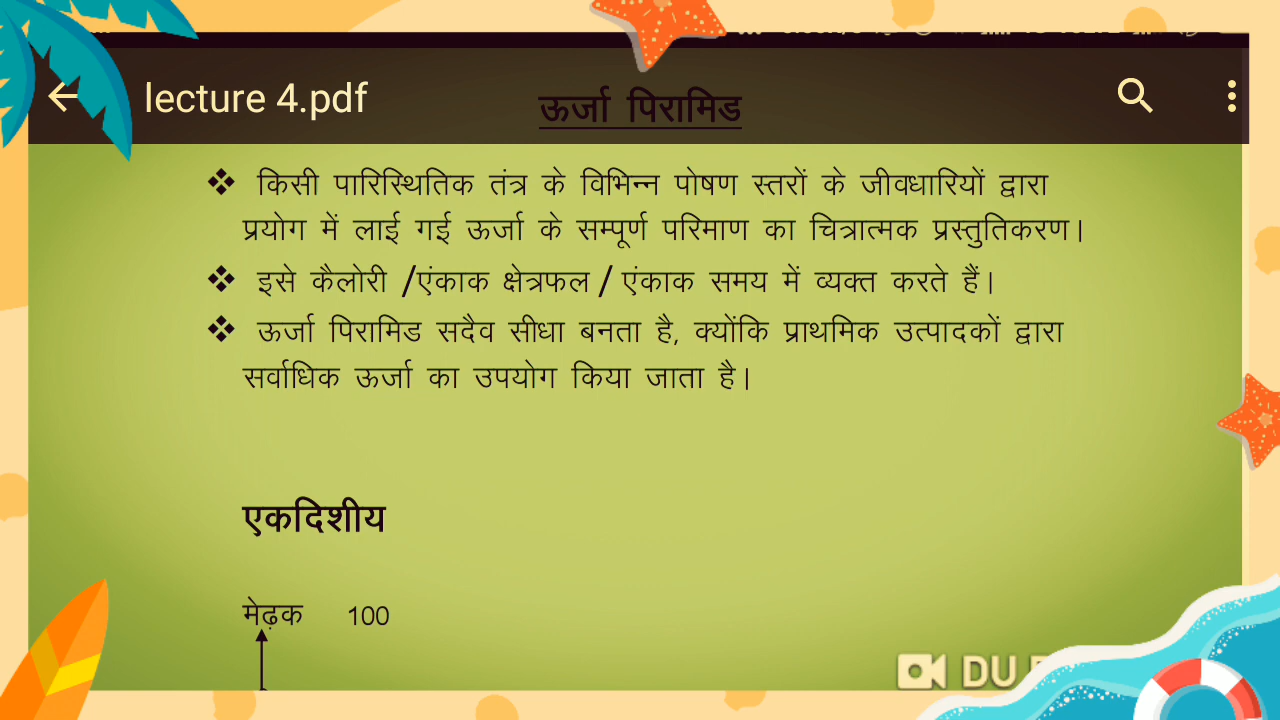 lecture 4.pdf
ऊर्जा पिरामिड
❖ किसी पारिस्थितिक तंत्र के विभिन्न पोषण स्तरों के जीवधारियों द्वारा
प्रयोग में लाई गई ऊर्जा के सम्पूर्ण परिमाण का चित्रात्मक प्रस्तुतिकरण।
❖ इसे कैलोरी /एंकाक क्षेत्रफल / एंकाक समय में व्यक्त करते हैं।
❖ ऊर्जा पिरामिड सदैव सीधा बनता है, क्योंकि प्राथमिक उत्पादकों द्वारा
सर्वाधिक ऊर्जा का उपयोग किया जाता है।
एकदिशीय
मेढ़क 100
DU